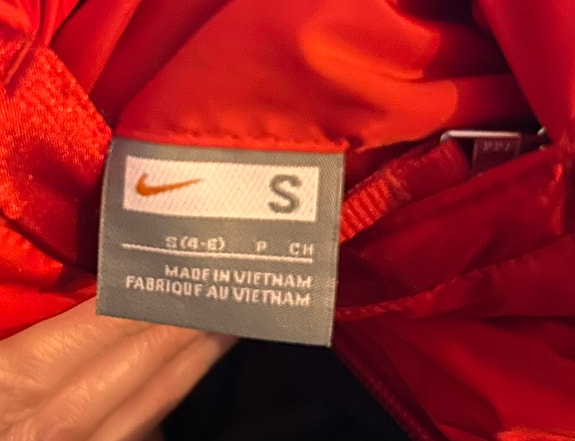 S
S(4-6) P CH
MADE IN VIETNAM
FABRIQUE AU VIETNAM